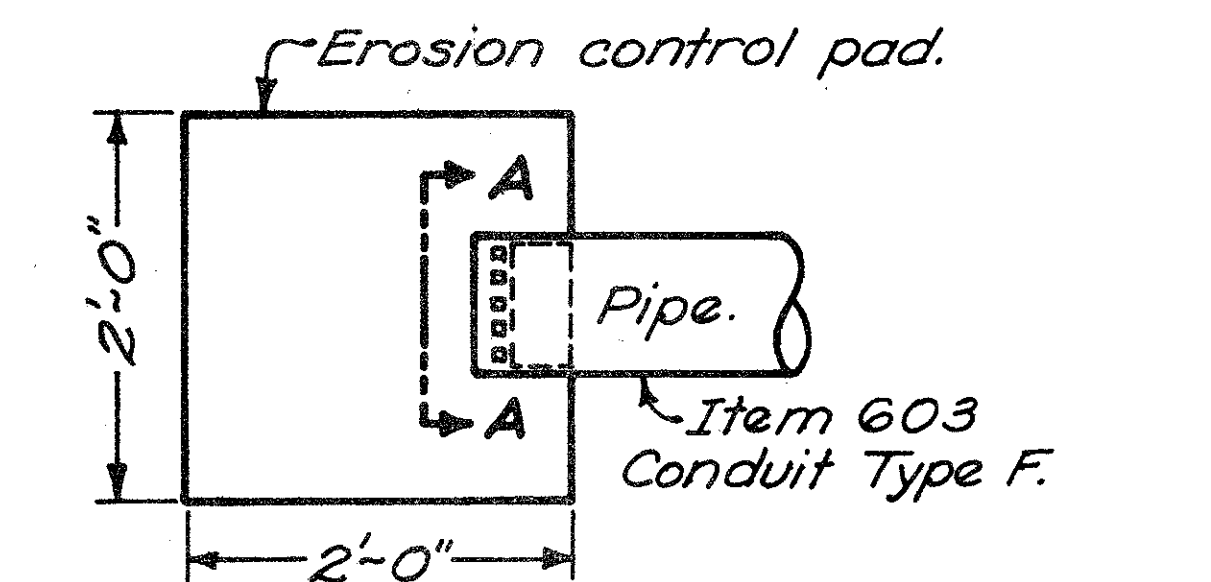 Erosion control pad.
A
2'-0"
Pipe.
A
Item 603
Conduit Type F.
2'-0"